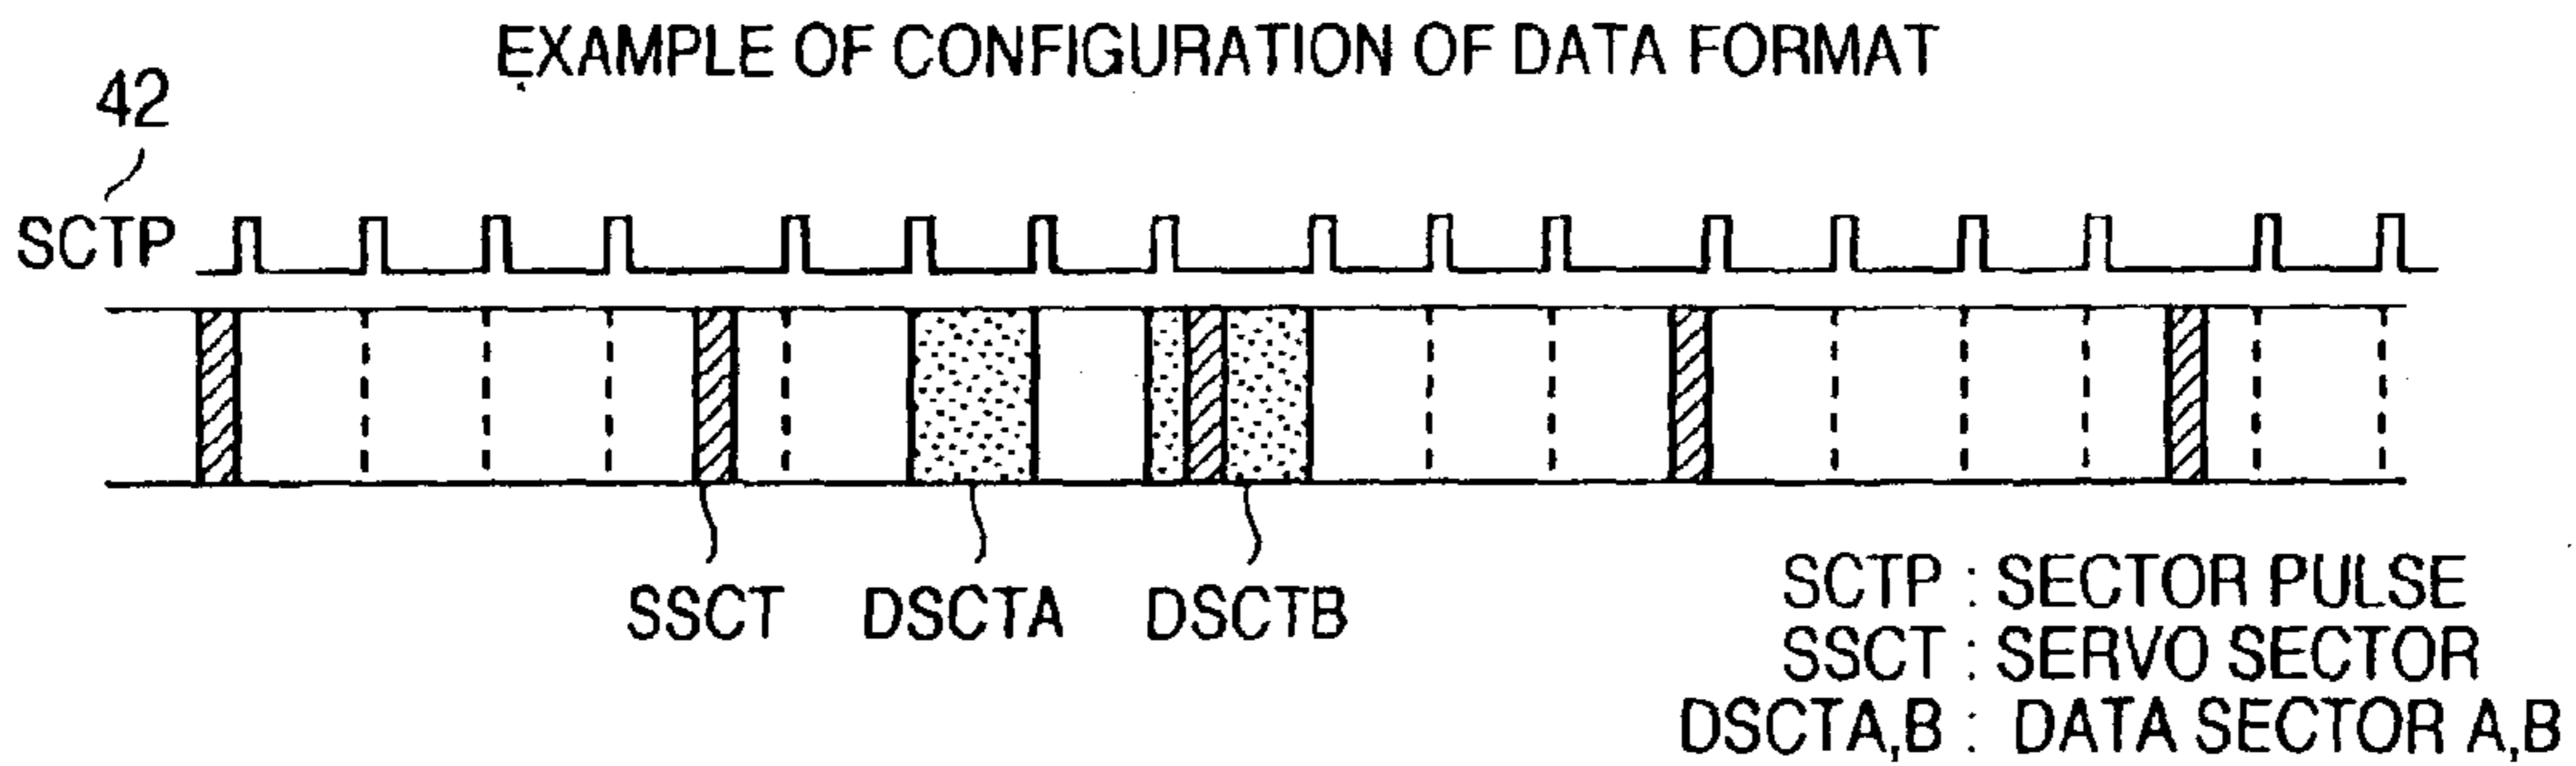 EXAMPLE OF CONFIGURATION OF DATA FORMAT
42
SCTP
SSCT DSCTA DSCTB
SCTP : SECTOR PULSE
SSCT : SERVO SECTOR
DSCTA,B : DATA SECTOR A,B